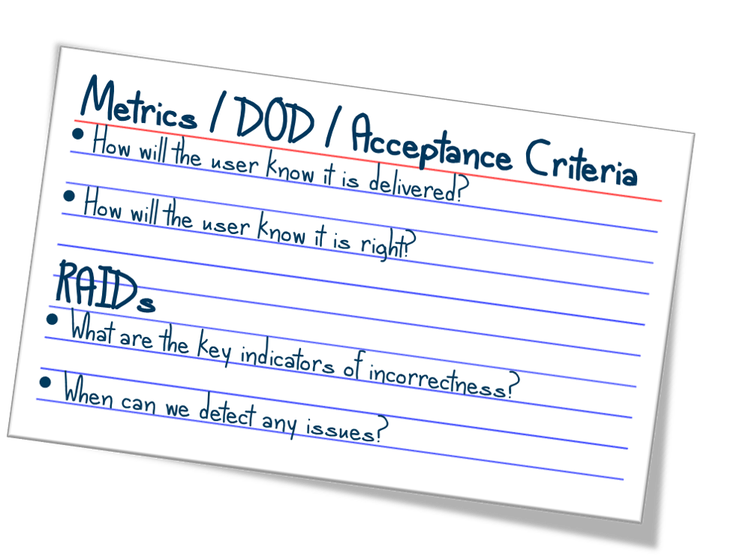 Metrics / DOD / Acceptance Criteria
• How will the user know it is delivered?
• How will the user know it is right?
RAIDs
• What are the key indicators of incorrectness?
• When can we detect any issues?